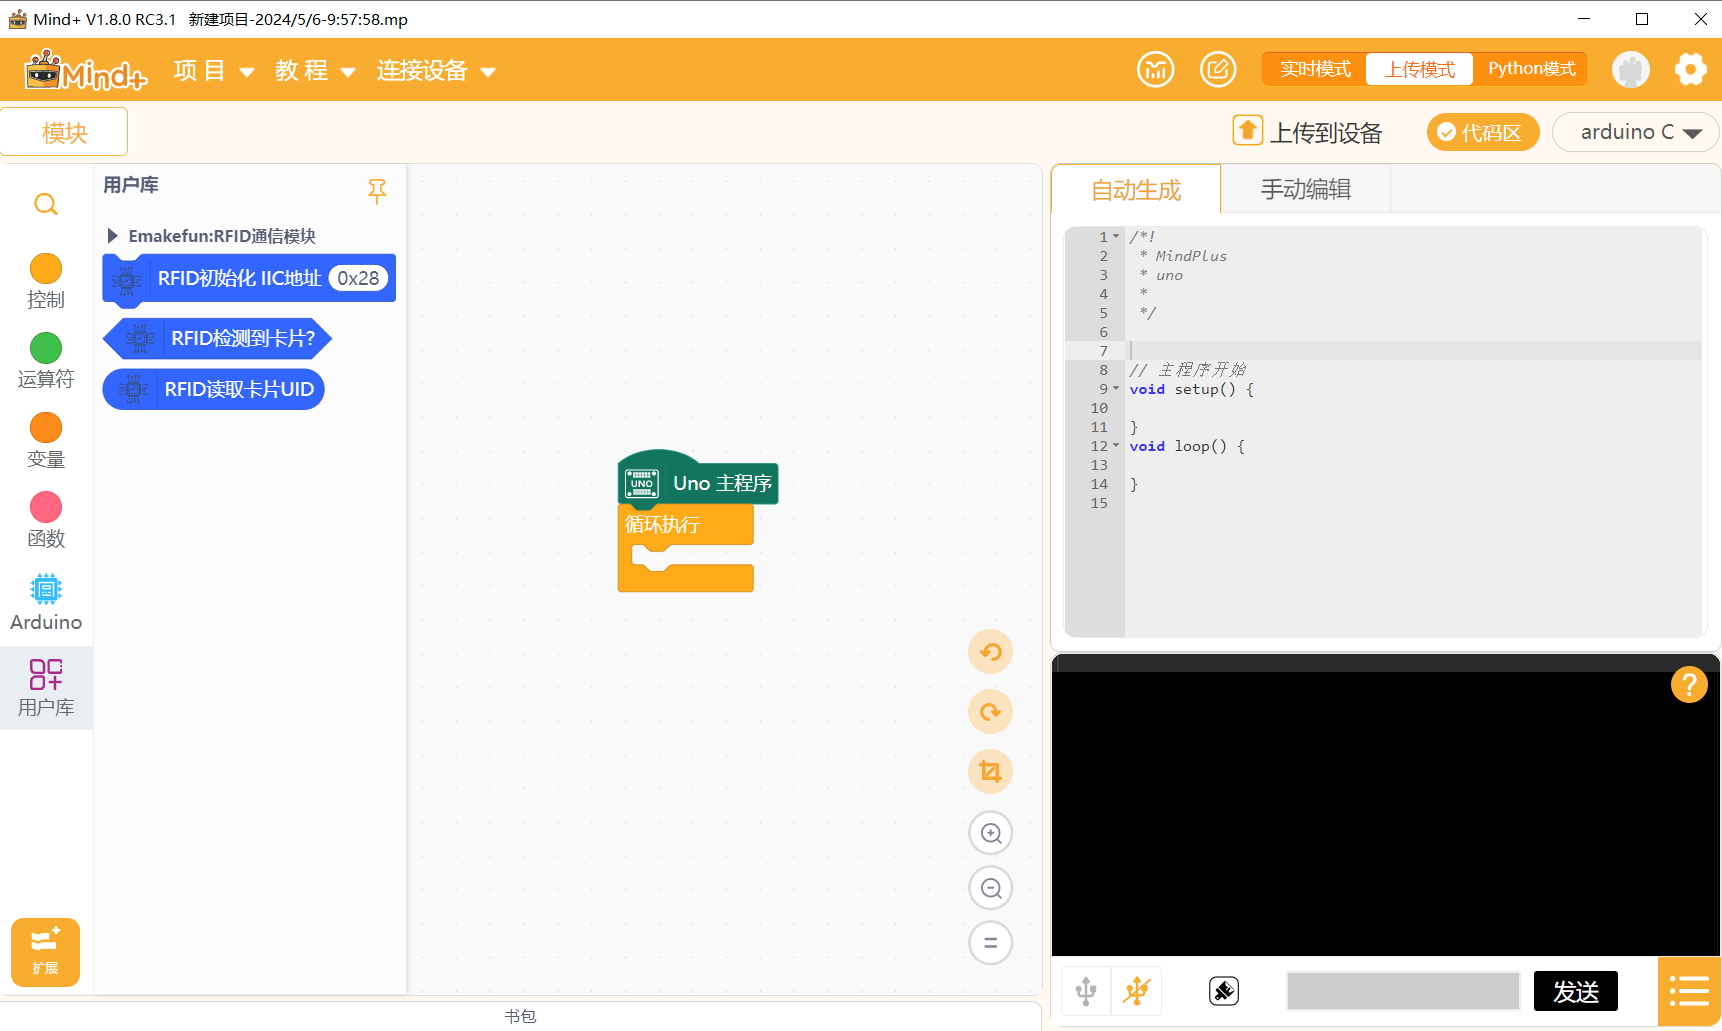 Mind+ V1.8.0 RC3.1 新建项目-2024/5/6-9:57:58.mp
Mind+ 项目 教程 连接设备 实时模式 上传模式 Python模式
模块 上传到设备 代码区 arduino C
控制
运算符
变量
函数
Arduino
用户库
扩展
用户库
Emakefun:RFID通信模块
RFID初始化 IIC地址 0x28
RFID检测到卡片?
RFID读取卡片UID
UNO Uno 主程序
循环执行
书包
自动生成 手动编辑
1 /*!
2 * MindPlus
3 * uno
4 *
5 */
6
7
8 // 主程序开始
9 void setup() {
10
11 }
12 void loop() {
13
14 }
15
?
发送